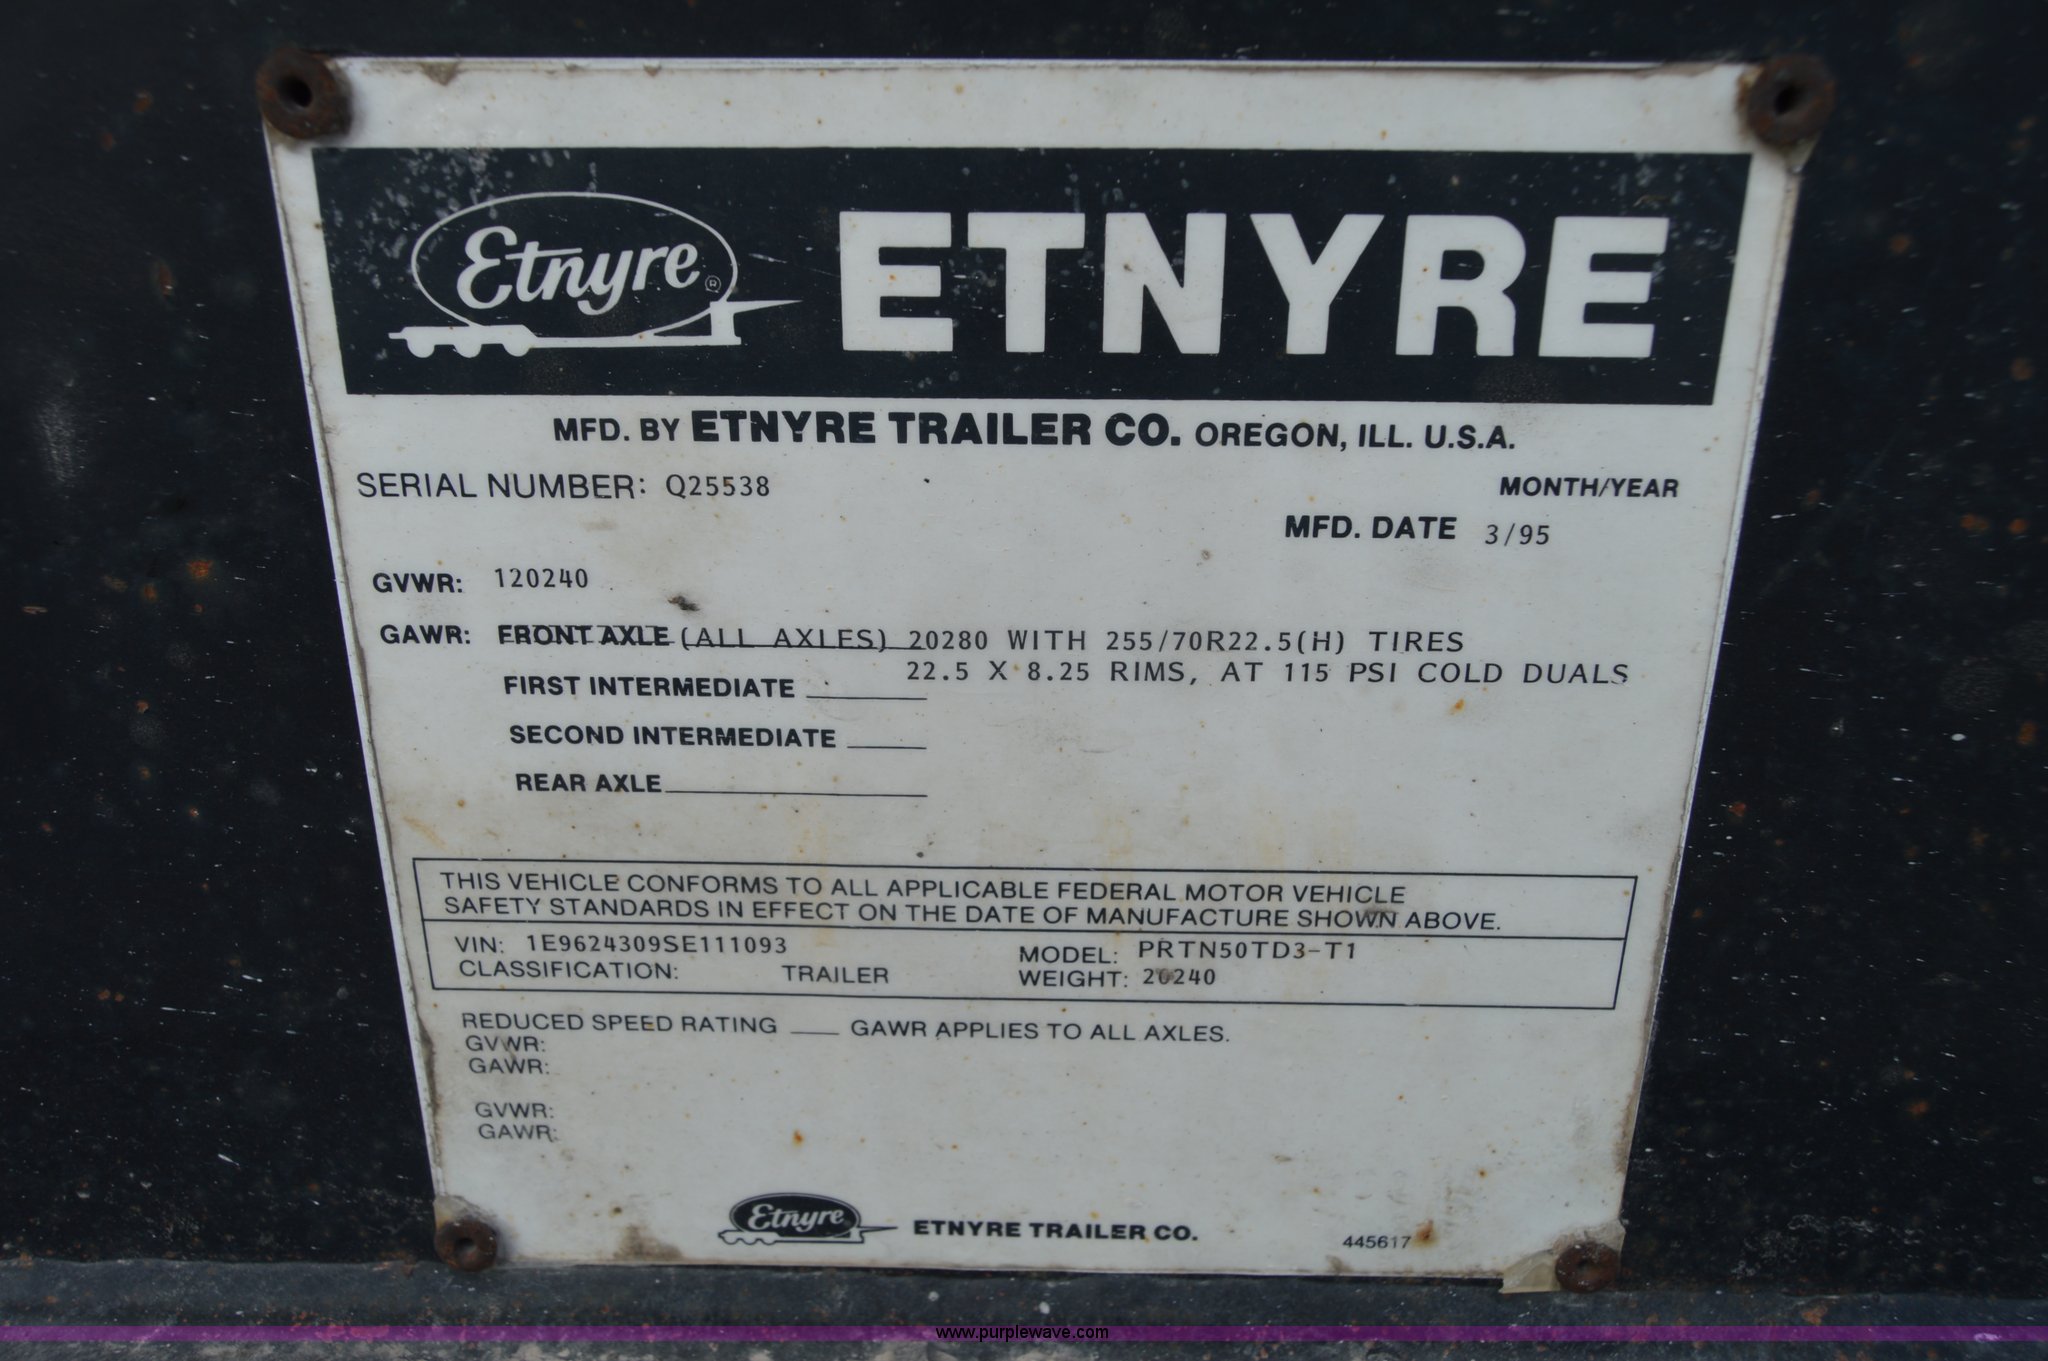 Etnyre ® ETNYRE
MFD. BY ETNYRE TRAILER CO. OREGON, ILL. U.S.A.
SERIAL NUMBER: Q25538
MONTH/YEAR
MFD. DATE 3/95
GVWR: 120240
GAWR: FRONT AXLE (ALL AXLES) 20280 WITH 255/70R22.5(H) TIRES
22.5 X 8.25 RIMS, AT 115 PSI COLD DUALS
FIRST INTERMEDIATE
SECOND INTERMEDIATE
REAR AXLE
THIS VEHICLE CONFORMS TO ALL APPLICABLE FEDERAL MOTOR VEHICLE
SAFETY STANDARDS IN EFFECT ON THE DATE OF MANUFACTURE SHOWN ABOVE.
VIN: 1E9624309SE111093 MODEL: PRTN50TD3-T1
CLASSIFICATION: TRAILER WEIGHT: 20240
REDUCED SPEED RATING ____ GAWR APPLIES TO ALL AXLES.
GVWR:
GAWR:
GVWR:
GAWR:
Etnyre ETNYRE TRAILER CO. 445617
www.purplewave.com